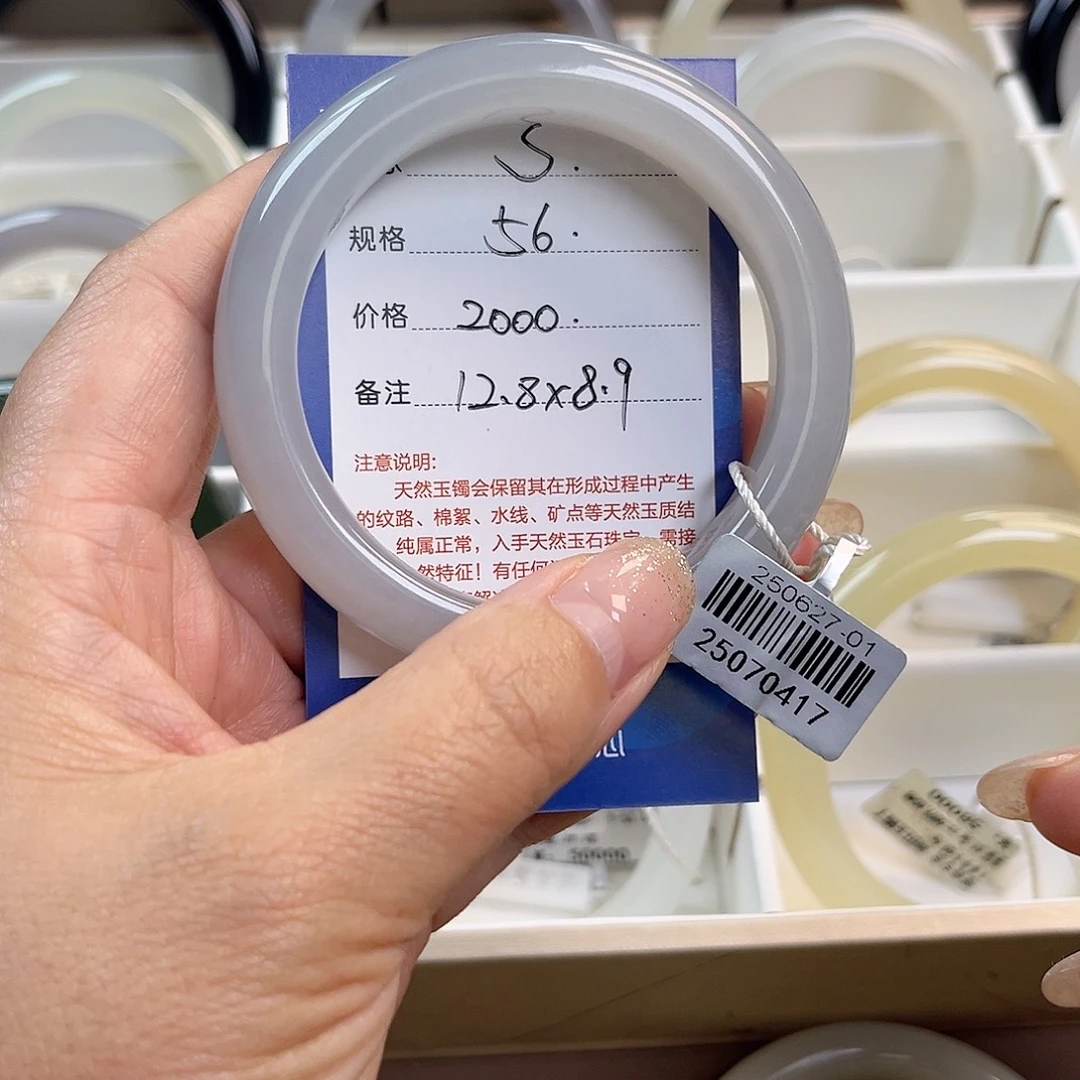 S.
规格 56.
价格 2000.
备注 12.8x8.9
注意说明:
天然玉镯会保留其在形成过程中产生
的纹路、棉絮、水线、矿点等天然玉质结
纯属正常，入手天然玉石珠宝 需接
然特征！有任何
250627-01
25070417